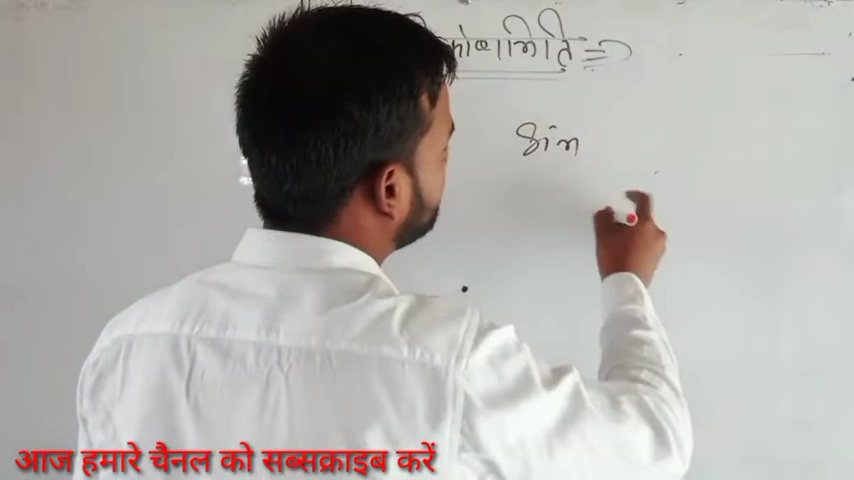 कोणमिति =
Sin
आज हमारे चैनल को सब्सक्राइब करें